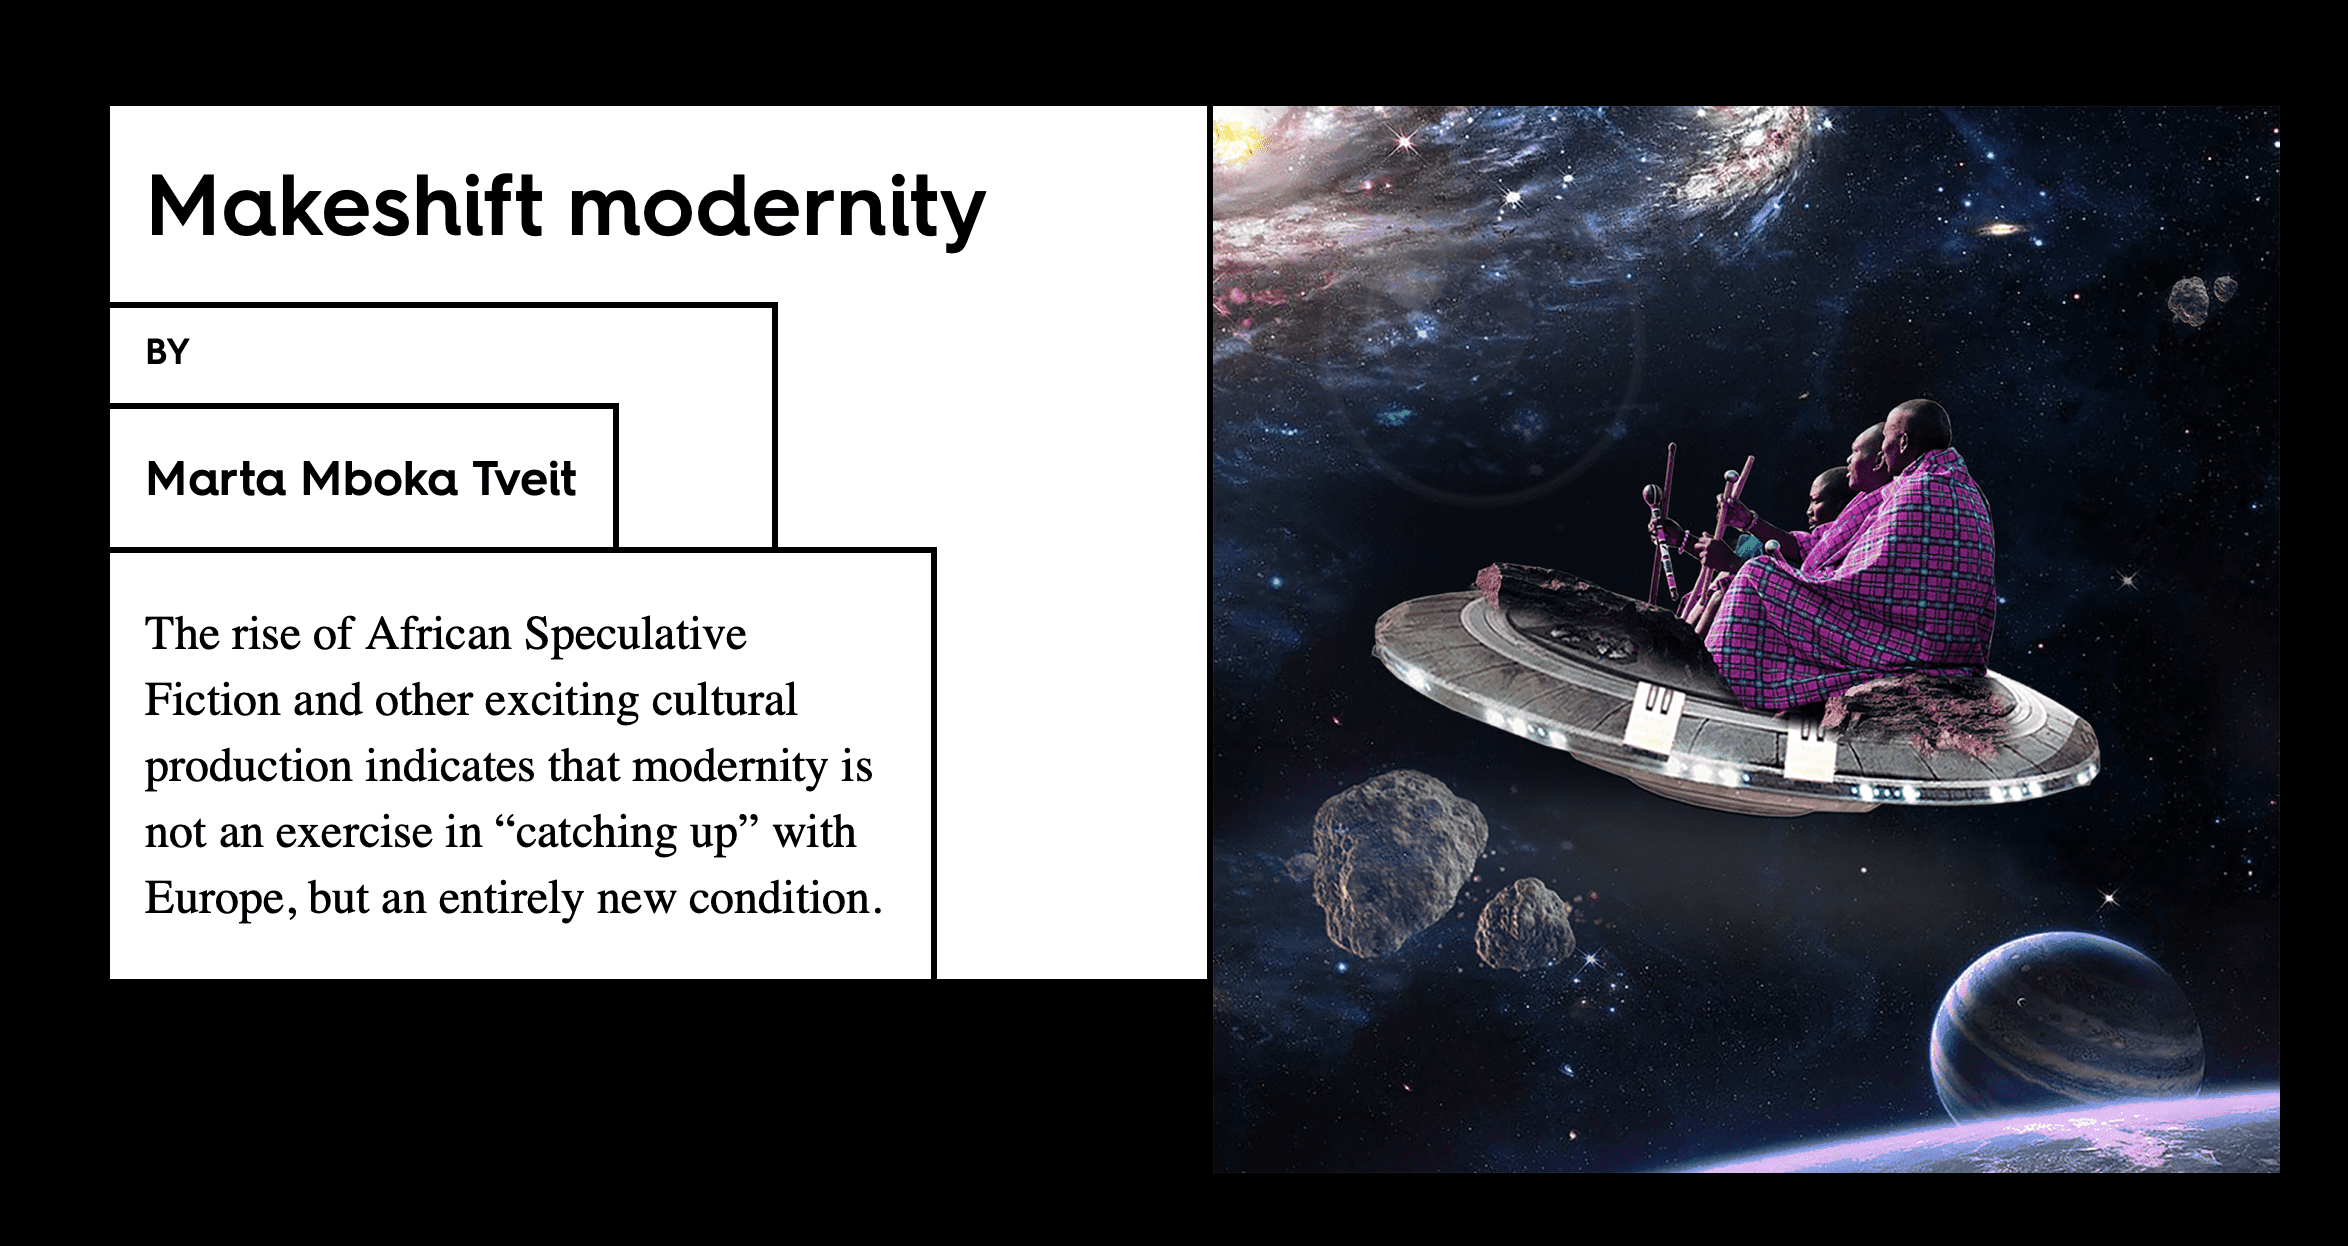 Makeshift modernity
BY
Marta Mboka Tveit
The rise of African Speculative
Fiction and other exciting cultural
production indicates that modernity is
not an exercise in “catching up” with
Europe, but an entirely new condition.